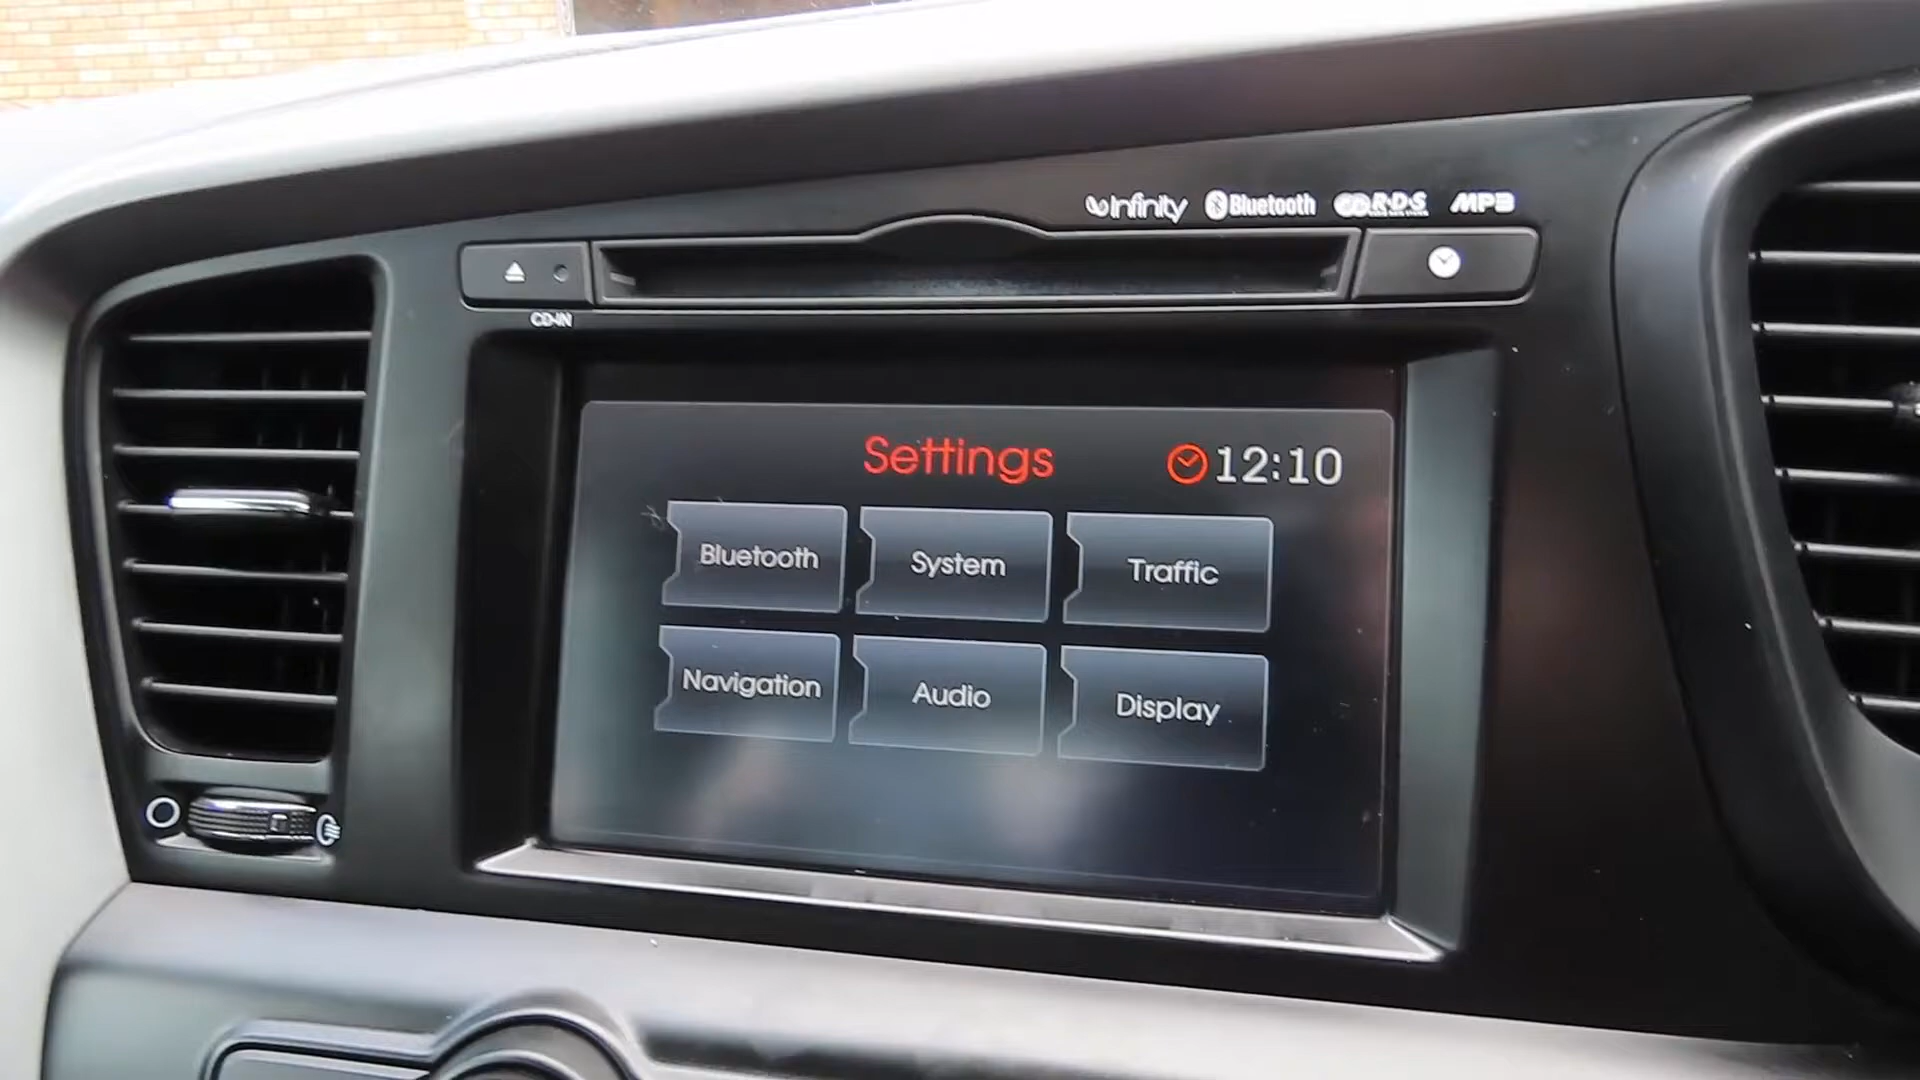 Infinity Bluetooth RDS MP3
CD-IN
Settings 12:10
Bluetooth System Traffic
Navigation Audio Display